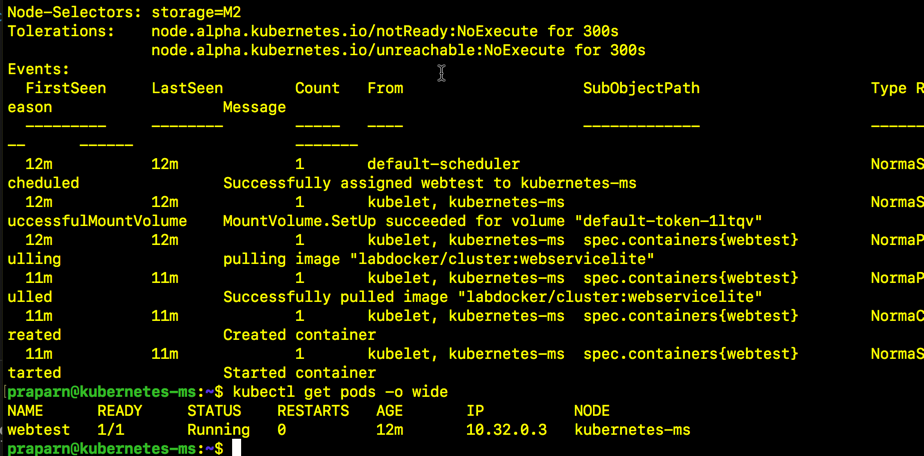 Node-Selectors: storage=M2
Tolerations: node.alpha.kubernetes.io/notReady:NoExecute for 300s
node.alpha.kubernetes.io/unreachable:NoExecute for 300s
Events:
FirstSeen LastSeen Count From SubObjectPath Type R
eason Message
--------- -------- ----- ---- ------------- ------
-- ------ -------
12m 12m 1 default-scheduler NormaS
cheduled Successfully assigned webtest to kubernetes-ms
12m 12m 1 kubelet, kubernetes-ms NormaS
uccessfulMountVolume MountVolume.SetUp succeeded for volume "default-token-1ltqv"
12m 12m 1 kubelet, kubernetes-ms spec.containers{webtest} NormaP
ulling pulling image "labdocker/cluster:webservicelite"
11m 11m 1 kubelet, kubernetes-ms spec.containers{webtest} NormaP
ulled Successfully pulled image "labdocker/cluster:webservicelite"
11m 11m 1 kubelet, kubernetes-ms spec.containers{webtest} NormaC
reated Created container
11m 11m 1 kubelet, kubernetes-ms spec.containers{webtest} NormaS
tarted Started container
praparn@kubernetes-ms:~$ kubectl get pods -o wide
NAME READY STATUS RESTARTS AGE IP NODE
webtest 1/1 Running 0 12m 10.32.0.3 kubernetes-ms
praparn@kubernetes-ms:~$